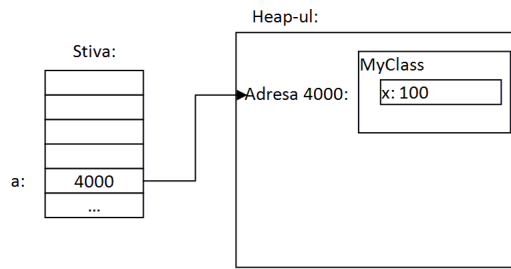 Heap-ul:
Stiva:
MyClass
x: 100
Adresa 4000:
a:
4000
...